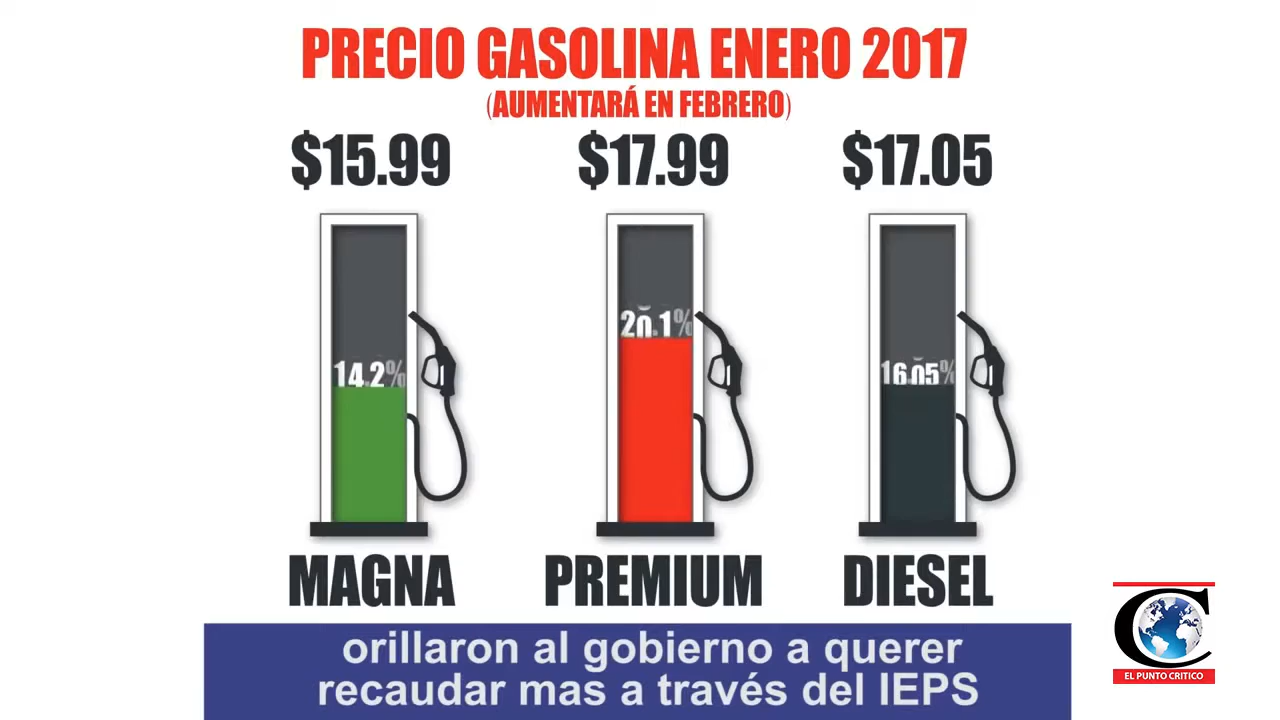 PRECIO GASOLINA ENERO 2017
(AUMENTARÁ EN FEBRERO)
$15.99 $17.99 $17.05
14.2% 20.1% 16.05%
MAGNA PREMIUM DIESEL
orillaron al gobierno a querer
recaudar mas a través del IEPS
C
EL PUNTO CRITICO